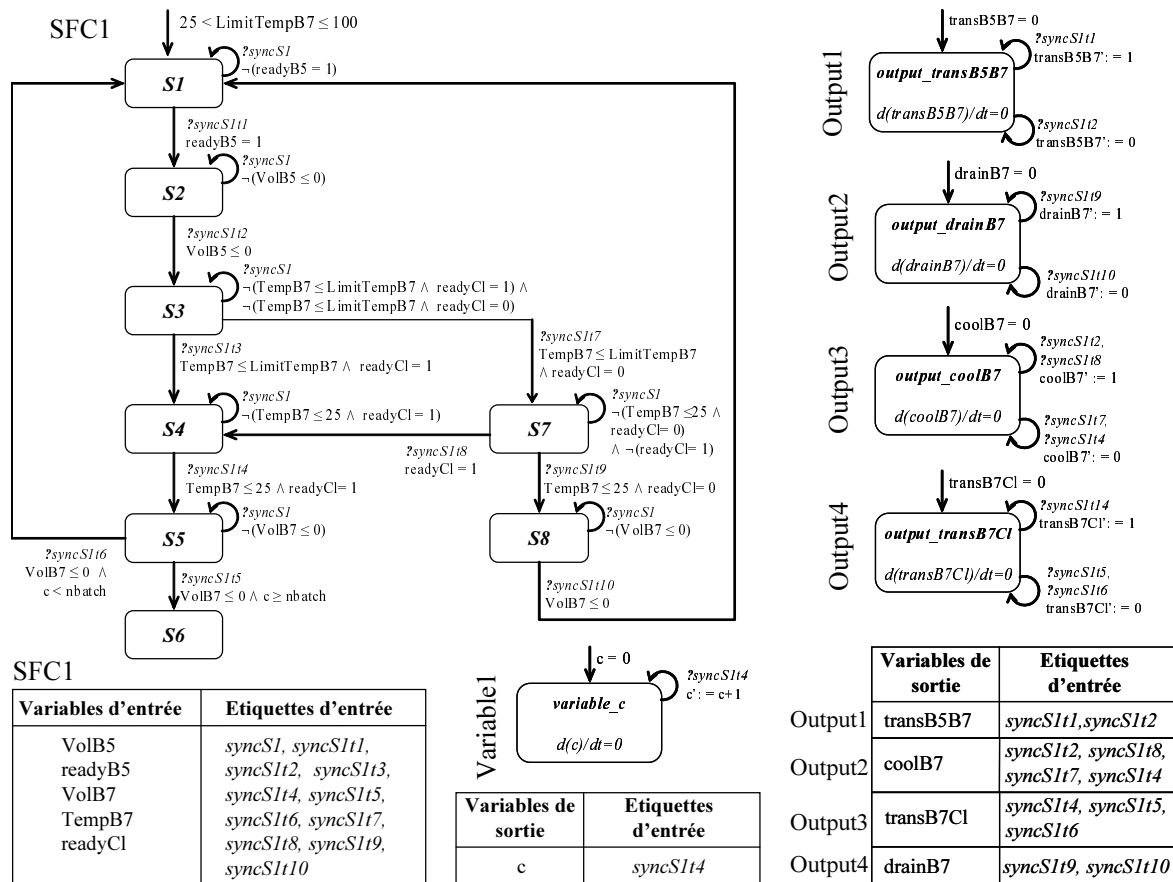 SFC1
25 < LimitTempB7 ≤ 100
?syncS1
¬(readyB5 = 1)
S1
?syncS1t1
readyB5 = 1
?syncS1
¬(VolB5 ≤ 0)
S2
?syncS1t2
VolB5 ≤ 0
?syncS1
¬(TempB7 ≤ LimitTempB7 ∧ readyCl = 1) ∧
¬(TempB7 ≤ LimitTempB7 ∧ readyCl = 0)
S3
?syncS1t3
TempB7 ≤ LimitTempB7 ∧ readyCl = 1
?syncS1t7
TempB7 ≤ LimitTempB7
∧ readyCl = 0
?syncS1
¬(TempB7 ≤ 25 ∧ readyCl = 1)
S4
?syncS1
¬(TempB7 ≤25 ∧
readyCl= 0)
∧ ¬(readyCl= 1)
S7
?syncS1t8
readyCl = 1
?syncS1t4
TempB7 ≤ 25 ∧ readyCl= 1
?syncS1t9
TempB7 ≤ 25 ∧ readyCl= 0
?syncS1
¬(VolB7 ≤ 0)
S5
?syncS1
¬(VolB7 ≤ 0)
S8
?syncS1t6
VolB7 ≤ 0 ∧
c < nbatch
?syncS1t5
VolB7 ≤ 0 ∧ c ≥ nbatch
?syncS1t10
VolB7 ≤ 0
S6
Output1
transB5B7 = 0
?syncS1t1
transB5B7': = 1
output_transB5B7
d(transB5B7)/dt=0
?syncS1t2
transB5B7': = 0
Output2
drainB7 = 0
?syncS1t9
drainB7': = 1
output_drainB7
d(drainB7)/dt=0
?syncS1t10
drainB7': = 0
Output3
coolB7 = 0
?syncS1t2,
?syncS1t8
coolB7' : = 1
output_coolB7
d(coolB7)/dt=0
?syncS1t7,
?syncS1t4
coolB7': = 0
Output4
transB7Cl = 0
?syncS1t14
transB7Cl': = 1
output_transB7Cl
d(transB7Cl)/dt=0
?syncS1t5,
?syncS1t6
transB7Cl': = 0
SFC1
Variables d'entrée Etiquettes d'entrée
VolB5 syncS1, syncS1t1,
readyB5 syncS1t2, syncS1t3,
VolB7 syncS1t4, syncS1t5,
TempB7 syncS1t6, syncS1t7,
readyCl syncS1t8, syncS1t9,
syncS1t10
Variable1
c = 0
?syncS1t4
c': = c+1
variable_c
d(c)/dt=0
Variables de sortie Etiquettes d'entrée
c syncS1t4
Variables de sortie Etiquettes d'entrée
Output1 transB5B7 syncS1t1,syncS1t2
Output2 coolB7 syncS1t2, syncS1t8,
syncS1t7, syncS1t4
Output3 transB7Cl syncS1t4, syncS1t5,
syncS1t6
Output4 drainB7 syncS1t9, syncS1t10